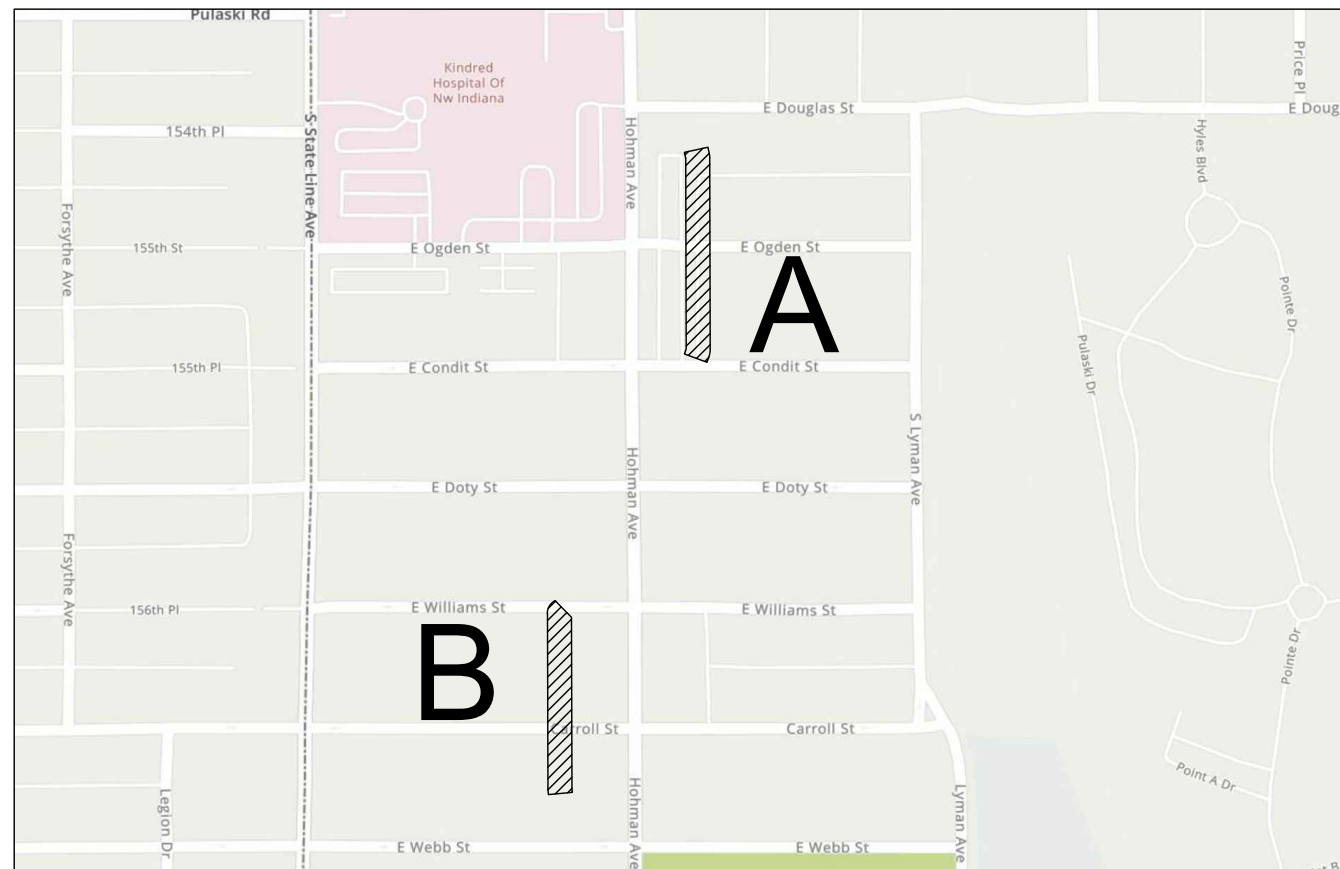 Pulaski Rd
Kindred
Hospital Of
Nw Indiana
Price Pl
E Douglas St
E Doug
154th Pl
S State Line Ave
Hohman Ave
Hyles Blvd
Forsythe Ave
155th St
E Ogden St
E Ogden St
A
Pointe Dr
155th Pl
E Condit St
E Condit St
Pulaski Dr
S Lyman Ave
Hohman Ave
E Doty St
E Doty St
Forsythe Ave
156th Pl
E Williams St
E Williams St
B
Pointe Dr
Carroll St
Carroll St
Point A Dr
Legion Dr
Hohman Ave
Lyman Ave
E Webb St
E Webb St